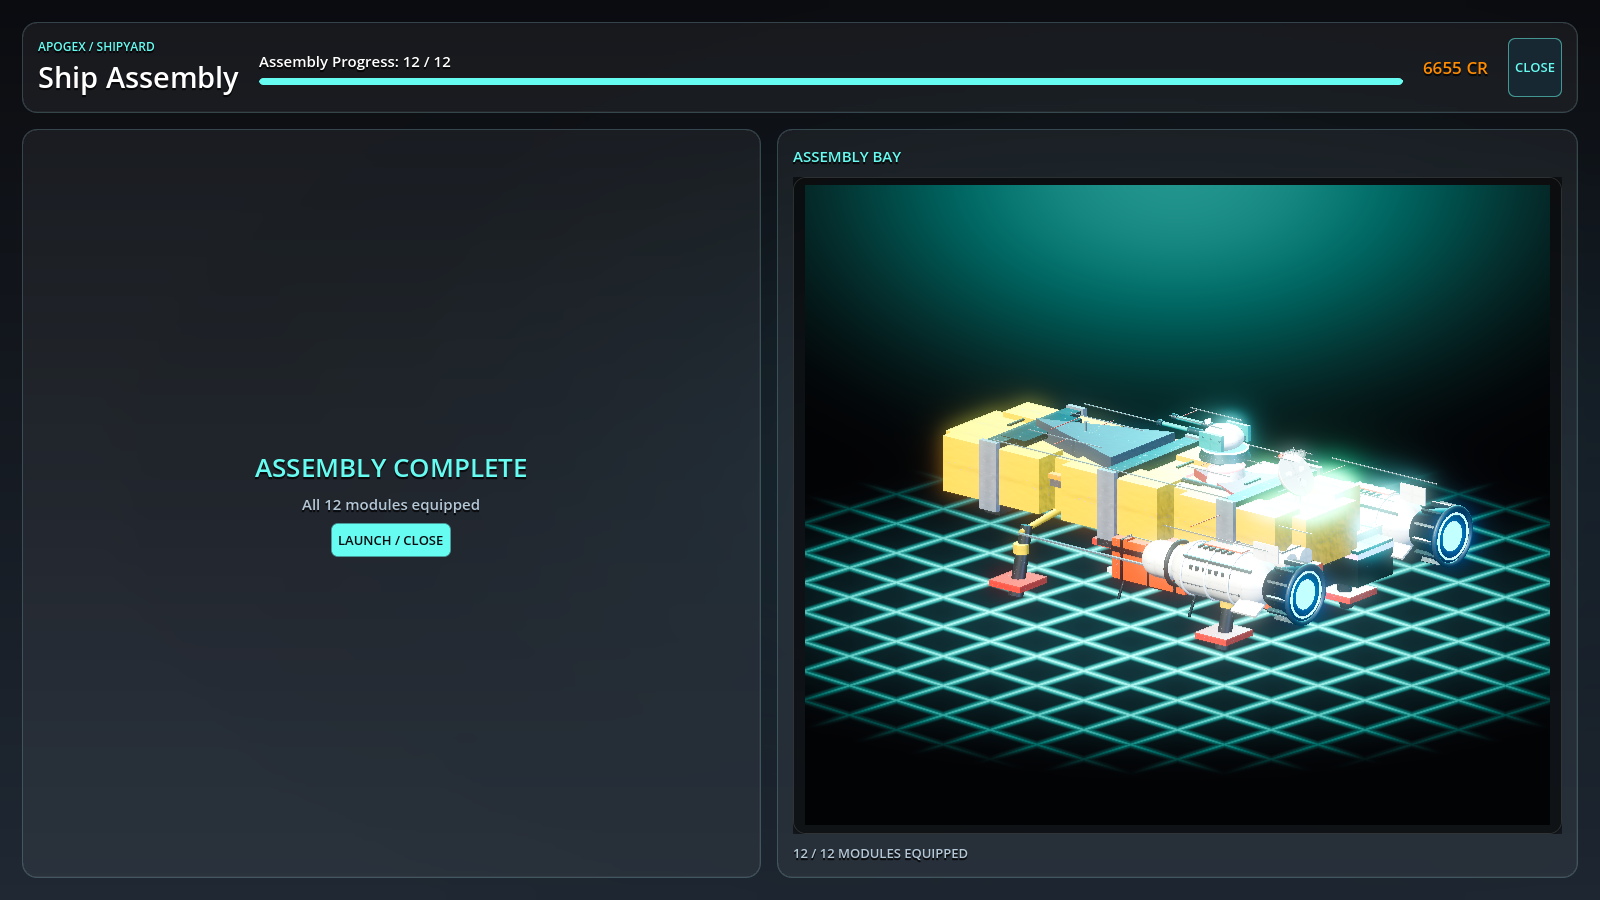 APOGEX / SHIPYARD
Ship Assembly
Assembly Progress: 12 / 12
6655 CR
CLOSE
ASSEMBLY COMPLETE
All 12 modules equipped
LAUNCH / CLOSE
ASSEMBLY BAY
12 / 12 MODULES EQUIPPED